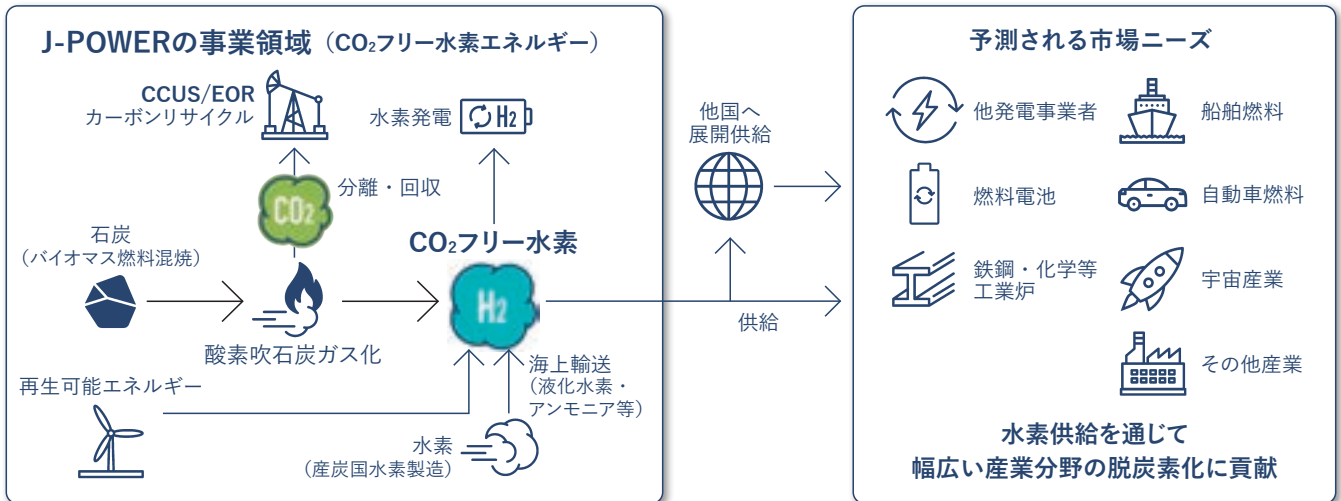 J-POWERの事業領域（CO₂フリー水素エネルギー）
CCUS/EOR
カーボンリサイクル
水素発電
H2
分離・回収
CO₂
石炭
（バイオマス燃料混焼）
CO₂フリー水素
H₂
酸素吹石炭ガス化
再生可能エネルギー
海上輸送
（液化水素・
アンモニア等）
水素
（産炭国水素製造）
他国へ
展開供給
供給
予測される市場ニーズ
他発電事業者
船舶燃料
燃料電池
自動車燃料
鉄鋼・化学等
工業炉
宇宙産業
その他産業
水素供給を通じて
幅広い産業分野の脱炭素化に貢献